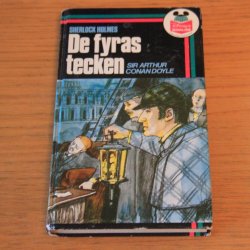 SHERLOCK HOLMES
De fyras
tecken
SIR ARTHUR
CONAN DOYLE